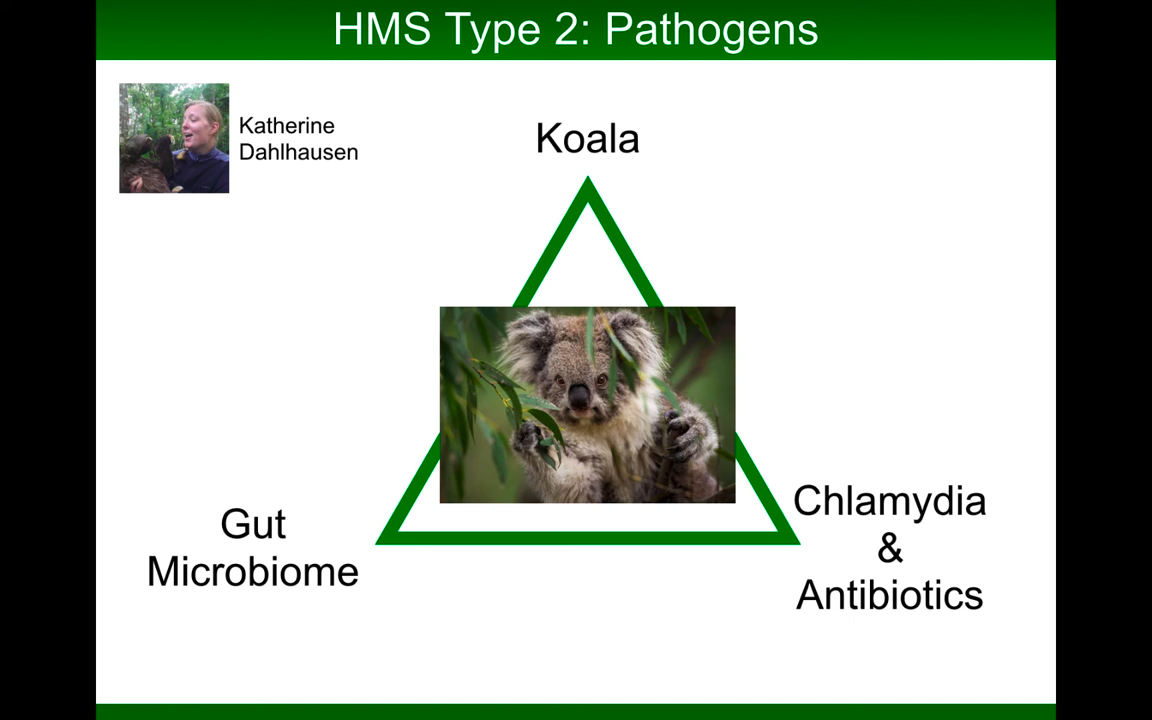 HMS Type 2: Pathogens
Katherine
Dahlhausen
Koala
Gut
Microbiome
Chlamydia
&
Antibiotics